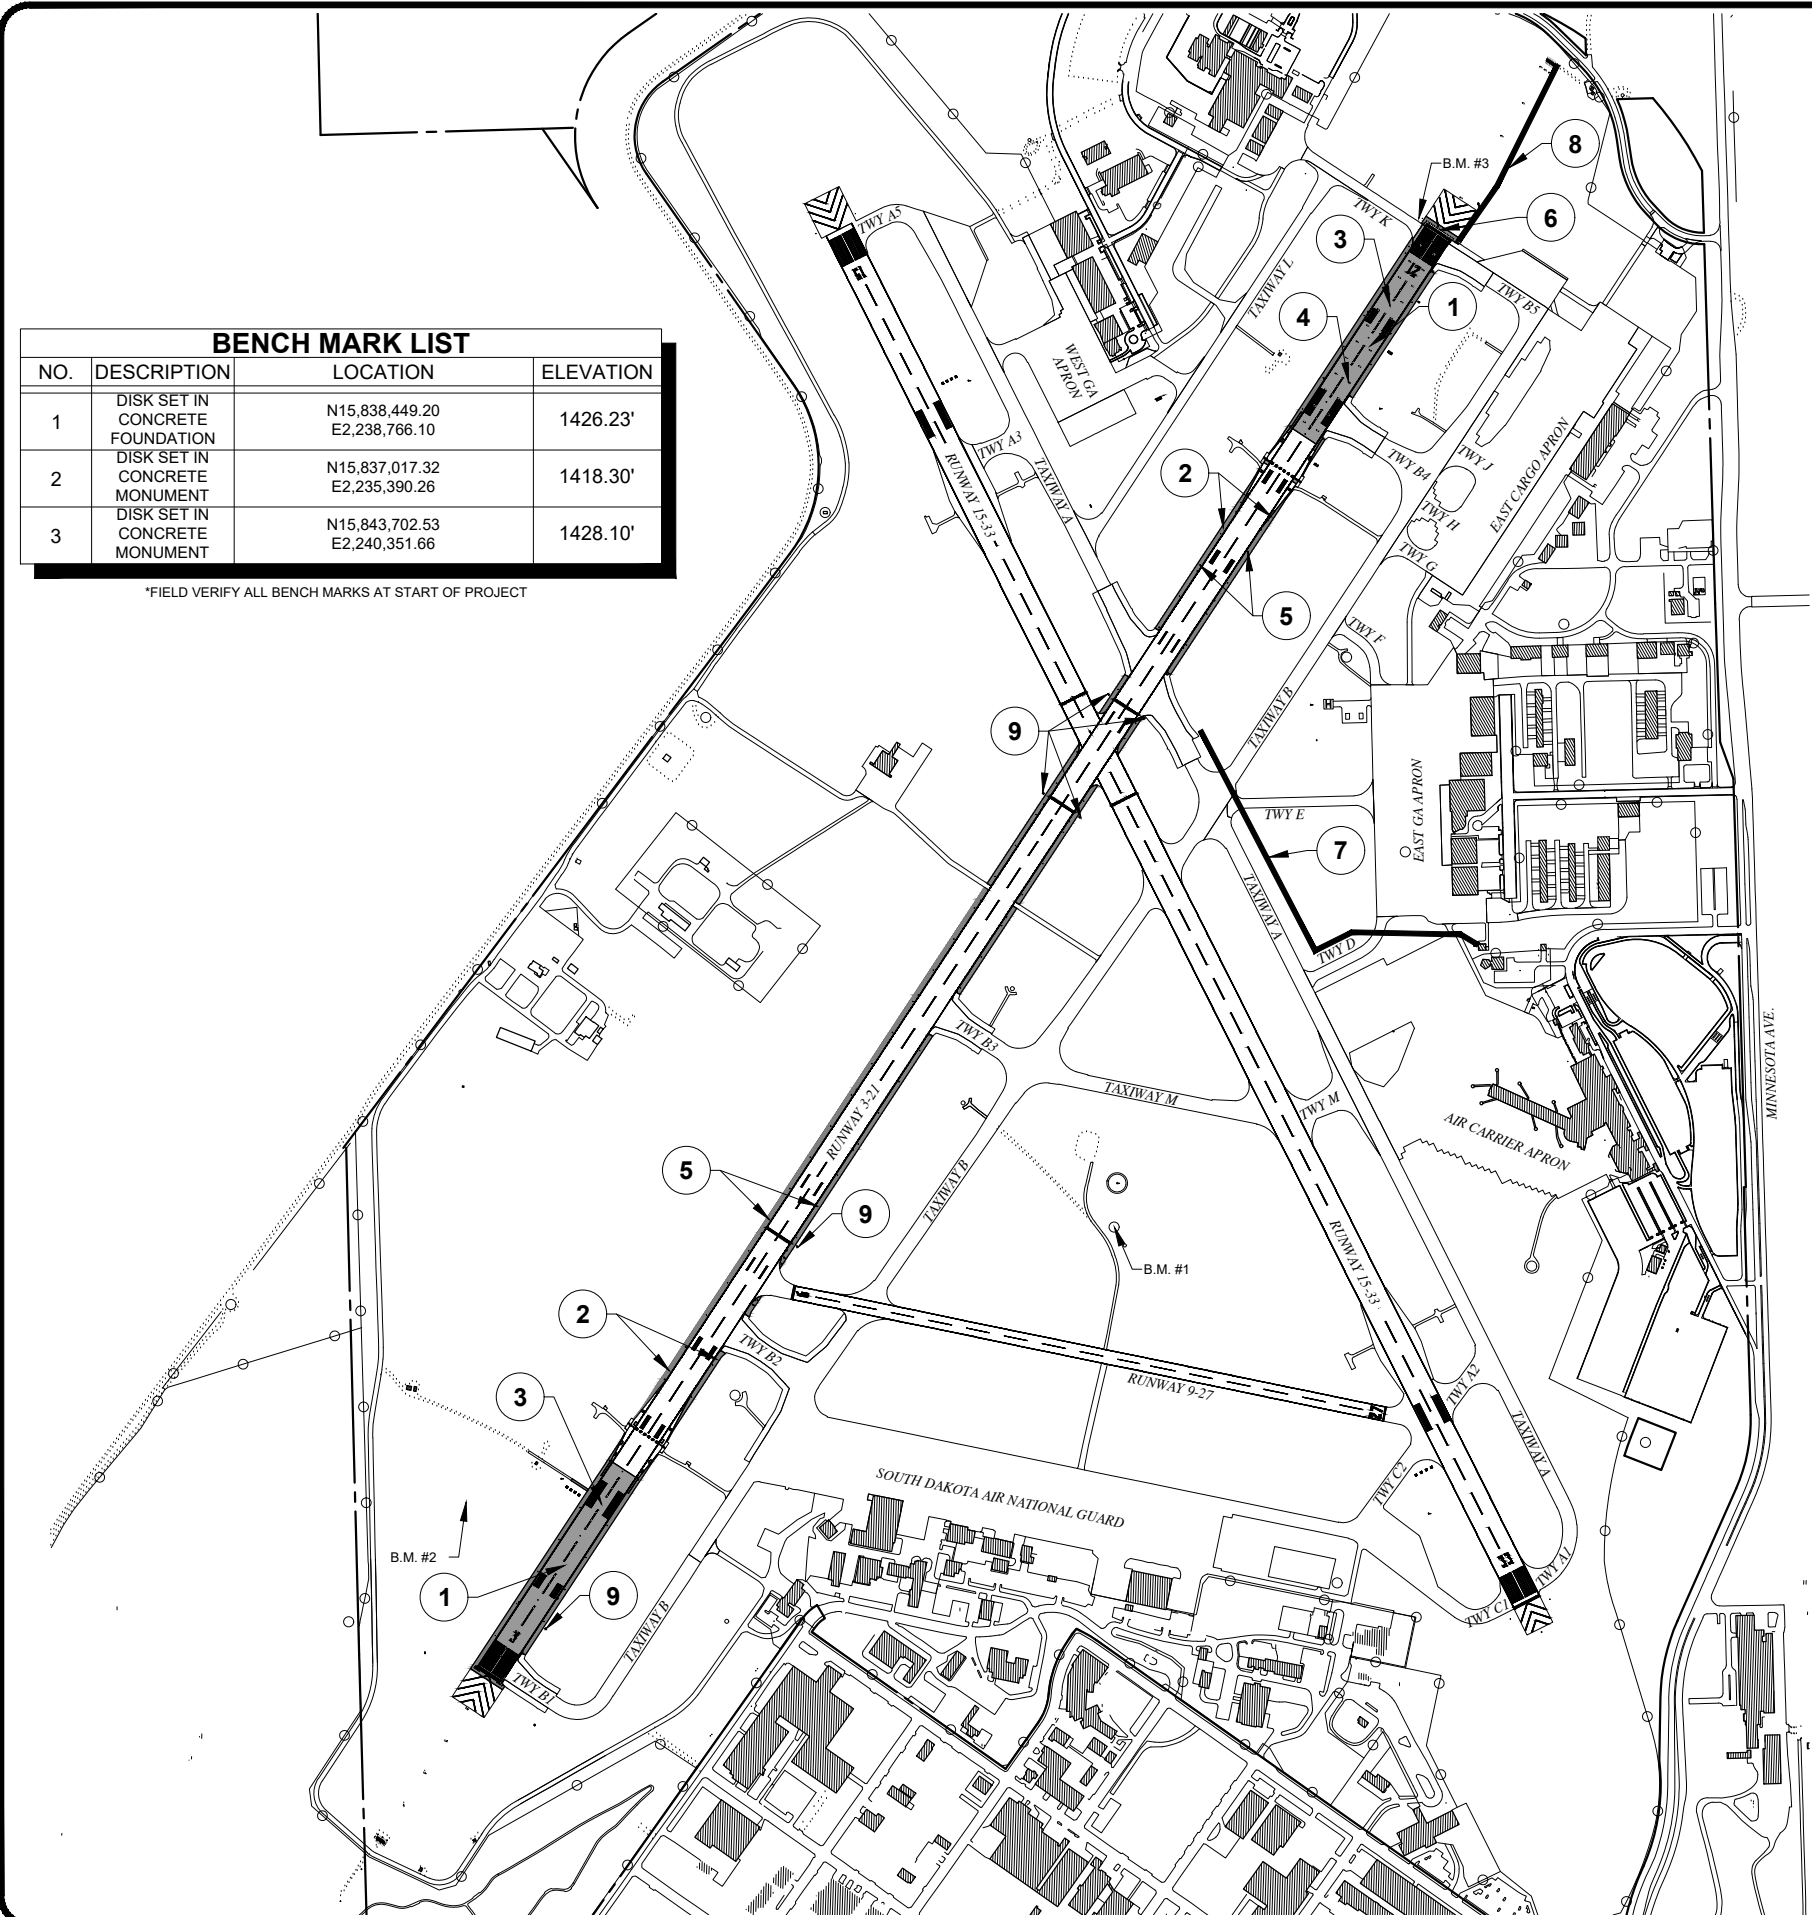 BENCH MARK LIST
NO. DESCRIPTION LOCATION ELEVATION
1 DISK SET IN CONCRETE FOUNDATION N15,838,449.20 E2,238,766.10 1426.23'
2 DISK SET IN CONCRETE MONUMENT N15,837,017.32 E2,235,390.26 1418.30'
3 DISK SET IN CONCRETE MONUMENT N15,843,702.53 E2,240,351.66 1428.10'
*FIELD VERIFY ALL BENCH MARKS AT START OF PROJECT
8
B.M. #3
TWY K
6
TWY A5
3
15
21
TAXIWAY L
TWY B5
1
4
WEST GA
APRON
TWY A3
RUNWAY 15-33
TAXIWAY A
2
TWY B4
TWY J
TWY H
EAST CARGO APRON
TWY G
5
TWY F
TAXIWAY B
9
TWY E
EAST GA APRON
7
TAXIWAY A
TWY D
TWY B3
MINNESOTA AVE.
RUNWAY 3-21
TAXIWAY M
TWY M
AIR CARRIER APRON
5
TAXIWAY B
9
B.M. #1
RUNWAY 15-33
2
9
TWY B2
RUNWAY 9-27
27
TWY A2
3
TAXIWAY A
TWY C2
SOUTH DAKOTA AIR NATIONAL GUARD
B.M. #2
1
9
33
TWY A1
TWY C1
TAXIWAY B
3
TWY B1